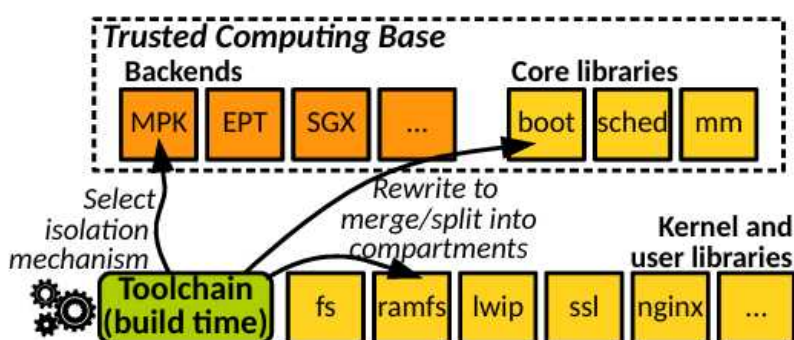 Trusted Computing Base
Backends
Core libraries
MPK EPT SGX ... boot sched mm
Select
isolation
mechanism
Rewrite to
merge/split into
compartments
Kernel and
user libraries
Toolchain
(build time)
fs ramfs lwip ssl nginx ...